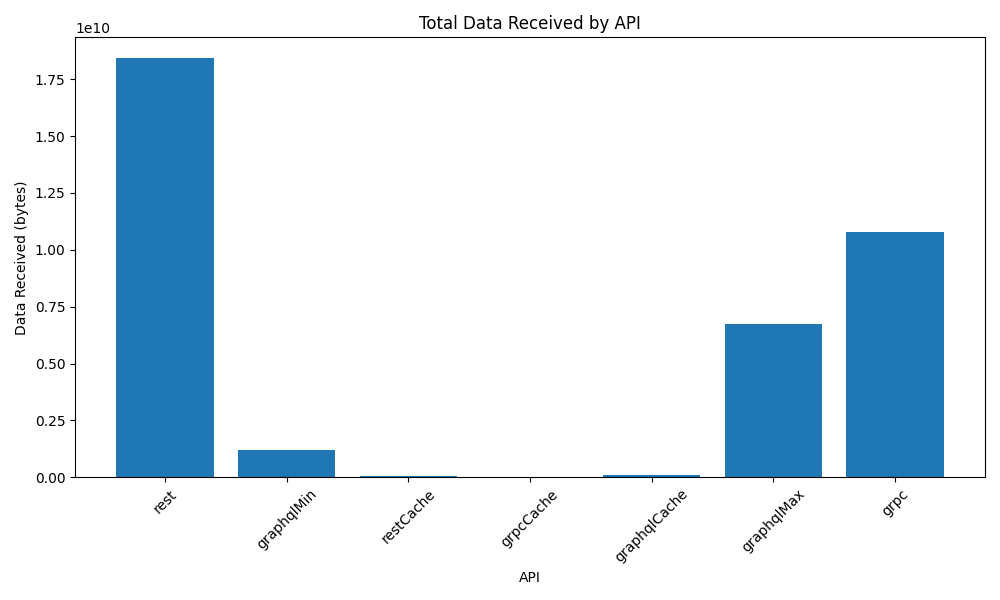 Total Data Received by API
1e10
1.75
1.50
1.25
1.00
0.75
0.50
0.25
0.00
Data Received (bytes)
rest
graphqlMin
restCache
grpcCache
graphqlCache
graphqlMax
grpc
API